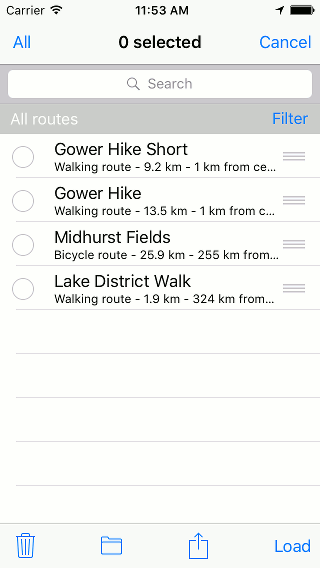 Carrier 11:53 AM
All 0 selected Cancel
Search
All routes Filter
Gower Hike Short
Walking route - 9.2 km - 1 km from ce...
Gower Hike
Walking route - 13.5 km - 1 km from c...
Midhurst Fields
Bicycle route - 25.9 km - 255 km from...
Lake District Walk
Walking route - 1.9 km - 324 km from...
Load